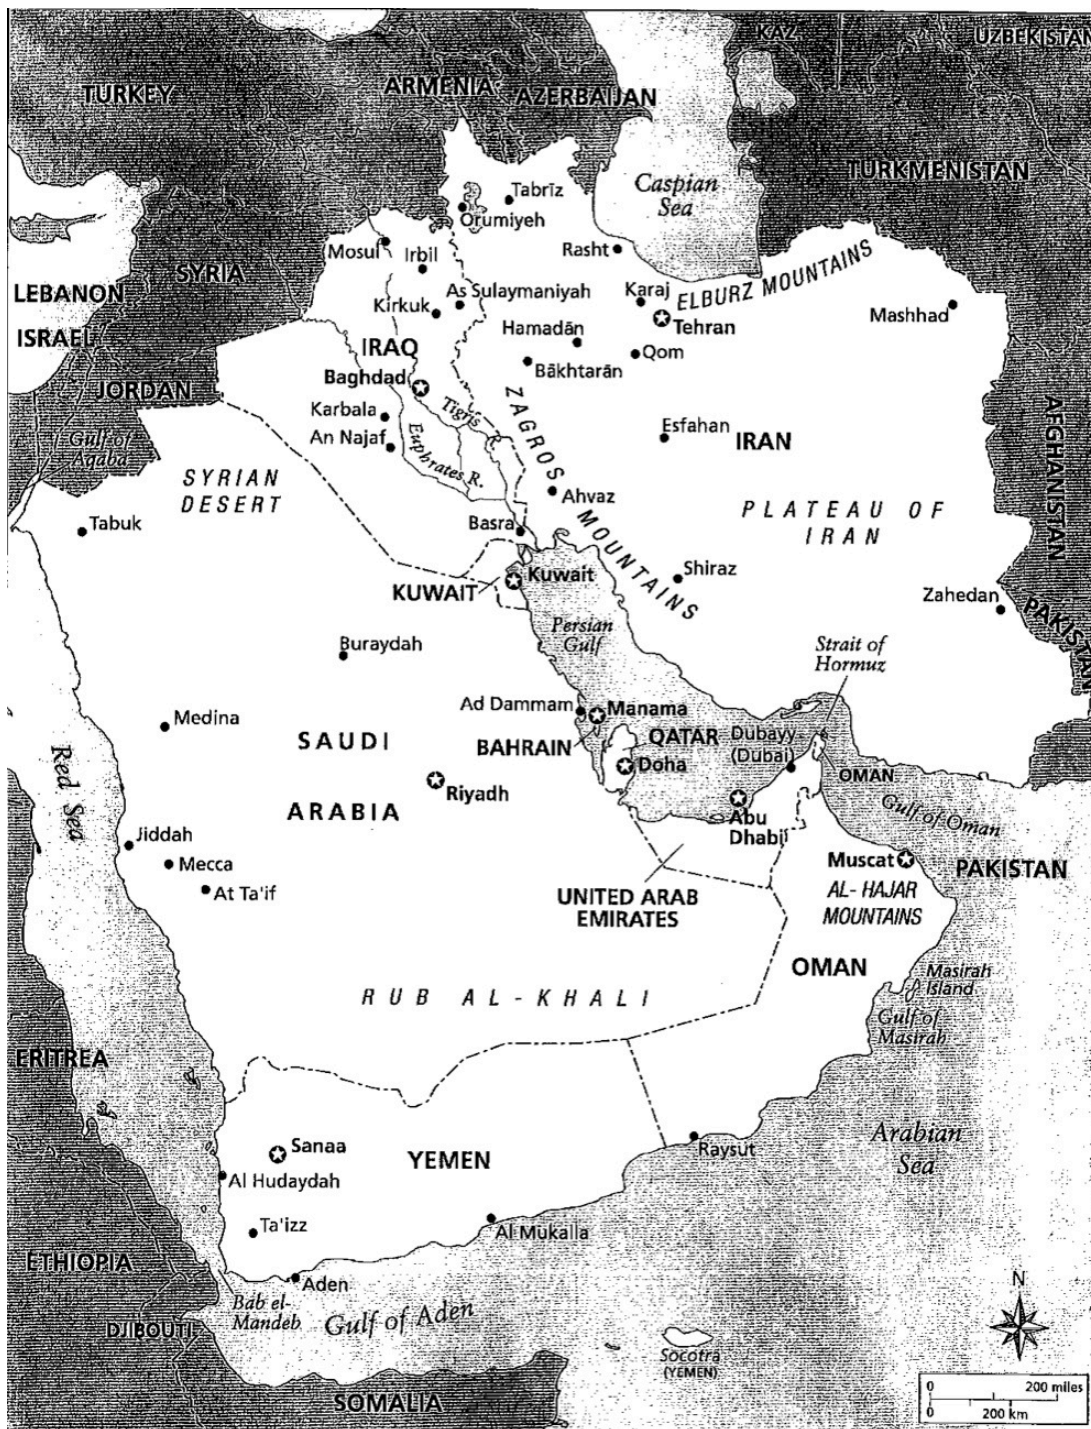 KAZ.
UZBEKISTAN
TURKEY
ARMENIA
AZERBAIJAN
TURKMENISTAN
Caspian
Sea
Tabrīz
Orumiyeh
Mosul
Irbil
Rasht
SYRIA
LEBANON
ISRAEL
JORDAN
As Sulaymaniyah
Kirkuk
Karaj
ELBURZ MOUNTAINS
Tehran
Mashhad
Hamadān
Qom
Bākhtarān
IRAQ
Baghdad
Tigris R.
Karbala
An Najaf
Euphrates R.
ZAGROS MOUNTAINS
Esfahan
IRAN
AFGHANISTAN
Gulf of
Aqaba
SYRIAN
DESERT
Tabuk
Ahvaz
Basra
PLATEAU OF
IRAN
KUWAIT
Kuwait
Shiraz
Zahedan
PAKISTAN
Persian
Gulf
Strait of
Hormuz
Buraydah
Medina
Ad Dammam
Manama
BAHRAIN
QATAR
Doha
Dubayy
(Dubai)
OMAN
Gulf of Oman
Red Sea
SAUDI
ARABIA
Riyadh
Abu
Dhabi
Jiddah
Mecca
At Ta'if
Muscat
PAKISTAN
AL-HAJAR
MOUNTAINS
UNITED ARAB
EMIRATES
OMAN
Masirah
Island
Gulf of
Masirah
RUB AL-KHALI
ERITREA
Sanaa
YEMEN
Raysut
Arabian
Sea
Al Hudaydah
Ta'izz
Al Mukalla
ETHIOPIA
Aden
Bab el-
Mandeb
Gulf of Aden
DJIBOUTI
Socotra
(YEMEN)
SOMALIA
N
0 200 miles
0 200 km